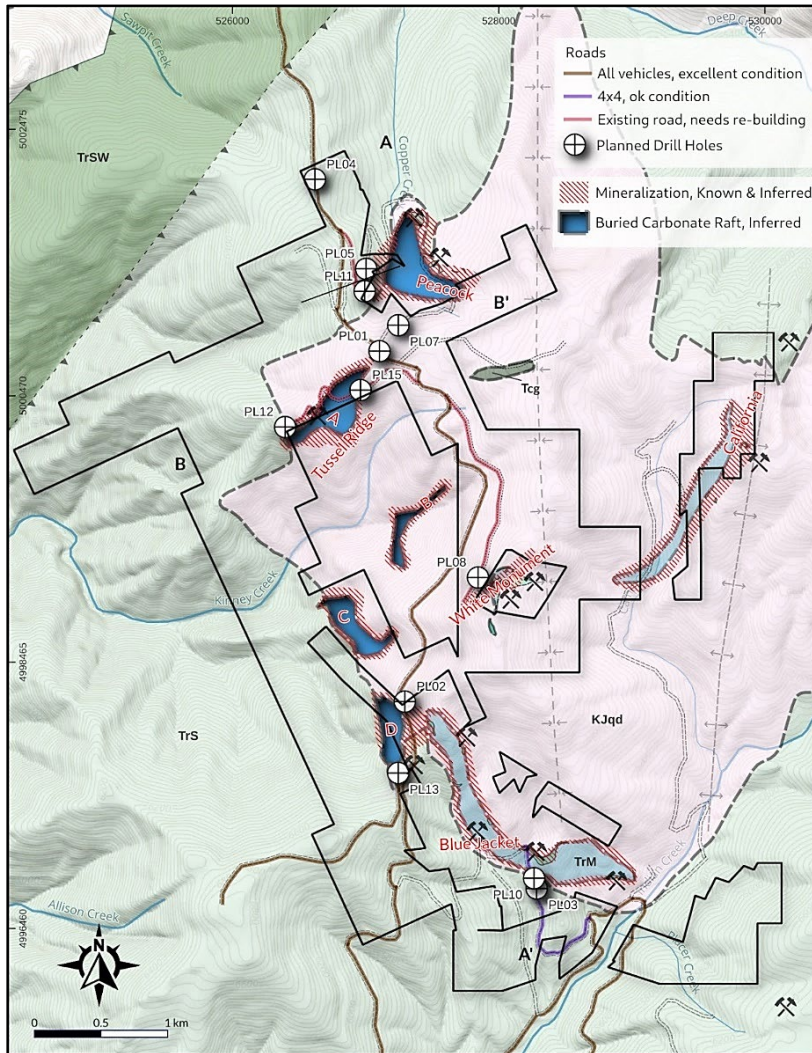 526000
528000
530000
5002475
5000470
4998465
4996460
Roads
All vehicles, excellent condition
4x4, ok condition
Existing road, needs re-building
Planned Drill Holes
Mineralization, Known & Inferred
Buried Carbonate Raft, Inferred
Sawpit Creek
Deep Creek
TrSW
A
PL04
PL05
PL11
Peacock
B'
PL01
PL07
Tcg
PL15
PL12
A
Tussel Ridge
California
B
B
PL08
White Monument
Kinney Creek
C
PL02
KJqd
TrS
D
PL13
Blue Jacket
TrM
PL10
PL03
Allison Creek
A'
N
0 0.5 1 km